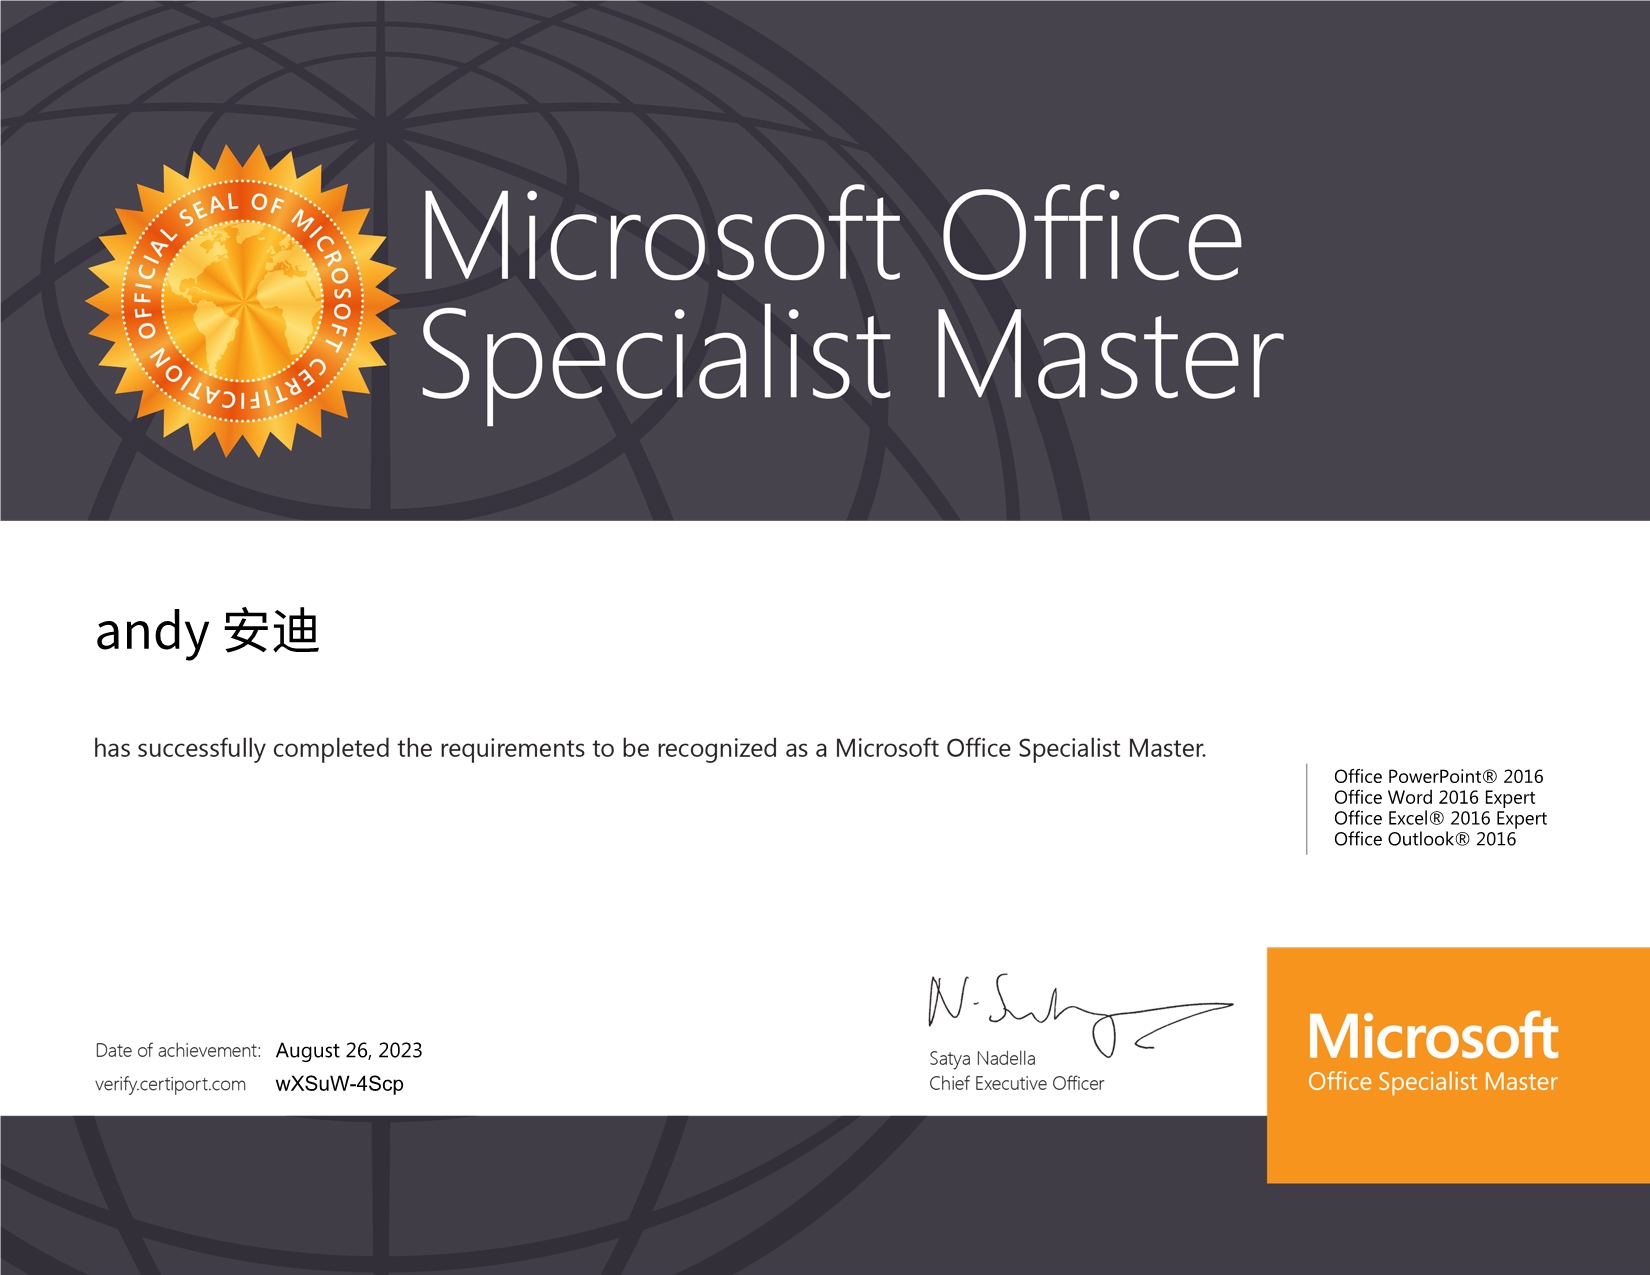 OFFICIAL SEAL OF MICROSOFT CERTIFICATION
Microsoft Office
Specialist Master
andy 安迪
has successfully completed the requirements to be recognized as a Microsoft Office Specialist Master.
Office PowerPoint® 2016
Office Word 2016 Expert
Office Excel® 2016 Expert
Office Outlook® 2016
Date of achievement: August 26, 2023
verify.certiport.com wXSuW-4Scp
Satya Nadella
Chief Executive Officer
Microsoft
Office Specialist Master